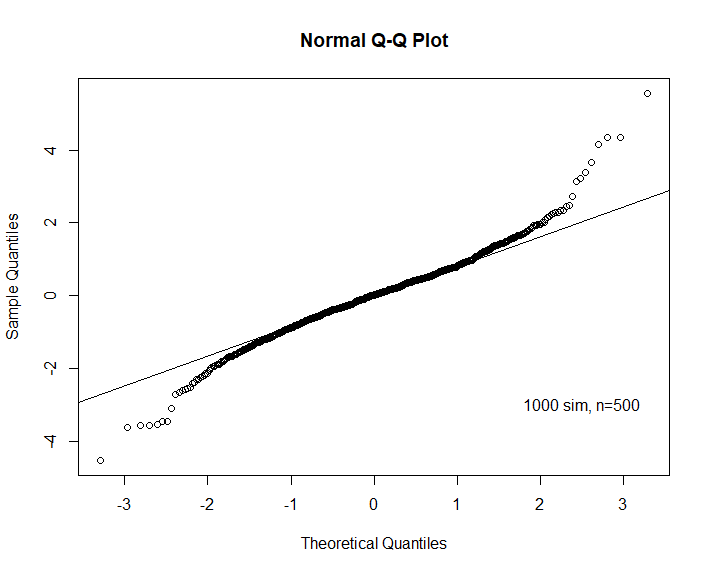 Normal Q-Q Plot
Sample Quantiles
4
2
0
-2
-4
1000 sim, n=500
-3 -2 -1 0 1 2 3
Theoretical Quantiles